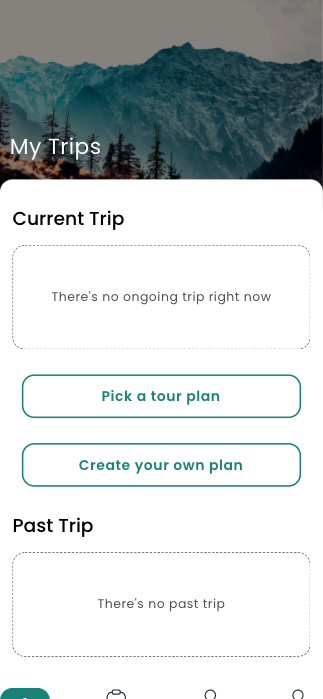 My Trips
Current Trip
There's no ongoing trip right now
Pick a tour plan
Create your own plan
Past Trip
There's no past trip